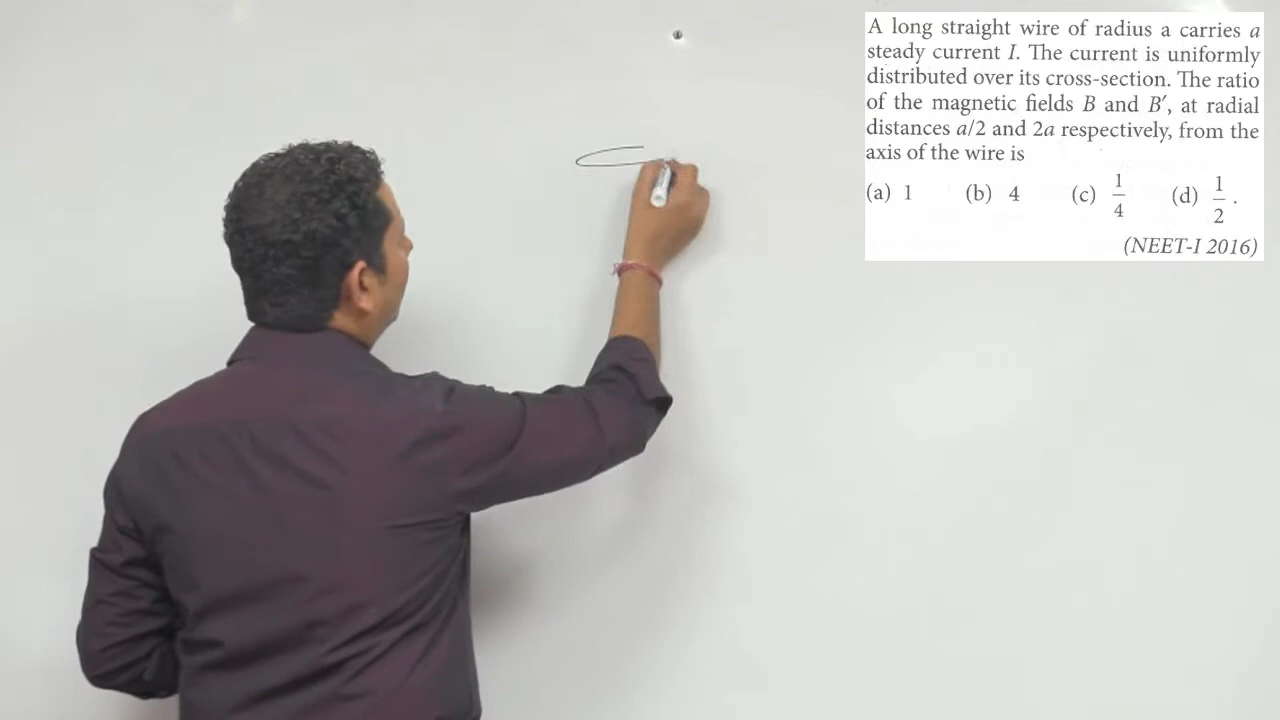 A long straight wire of radius a carries a
steady current I. The current is uniformly
distributed over its cross-section. The ratio
of the magnetic fields B and B′, at radial
distances a/2 and 2a respectively, from the
axis of the wire is
(a) 1 (b) 4 (c) 1/4 (d) 1/2 .
(NEET-I 2016)